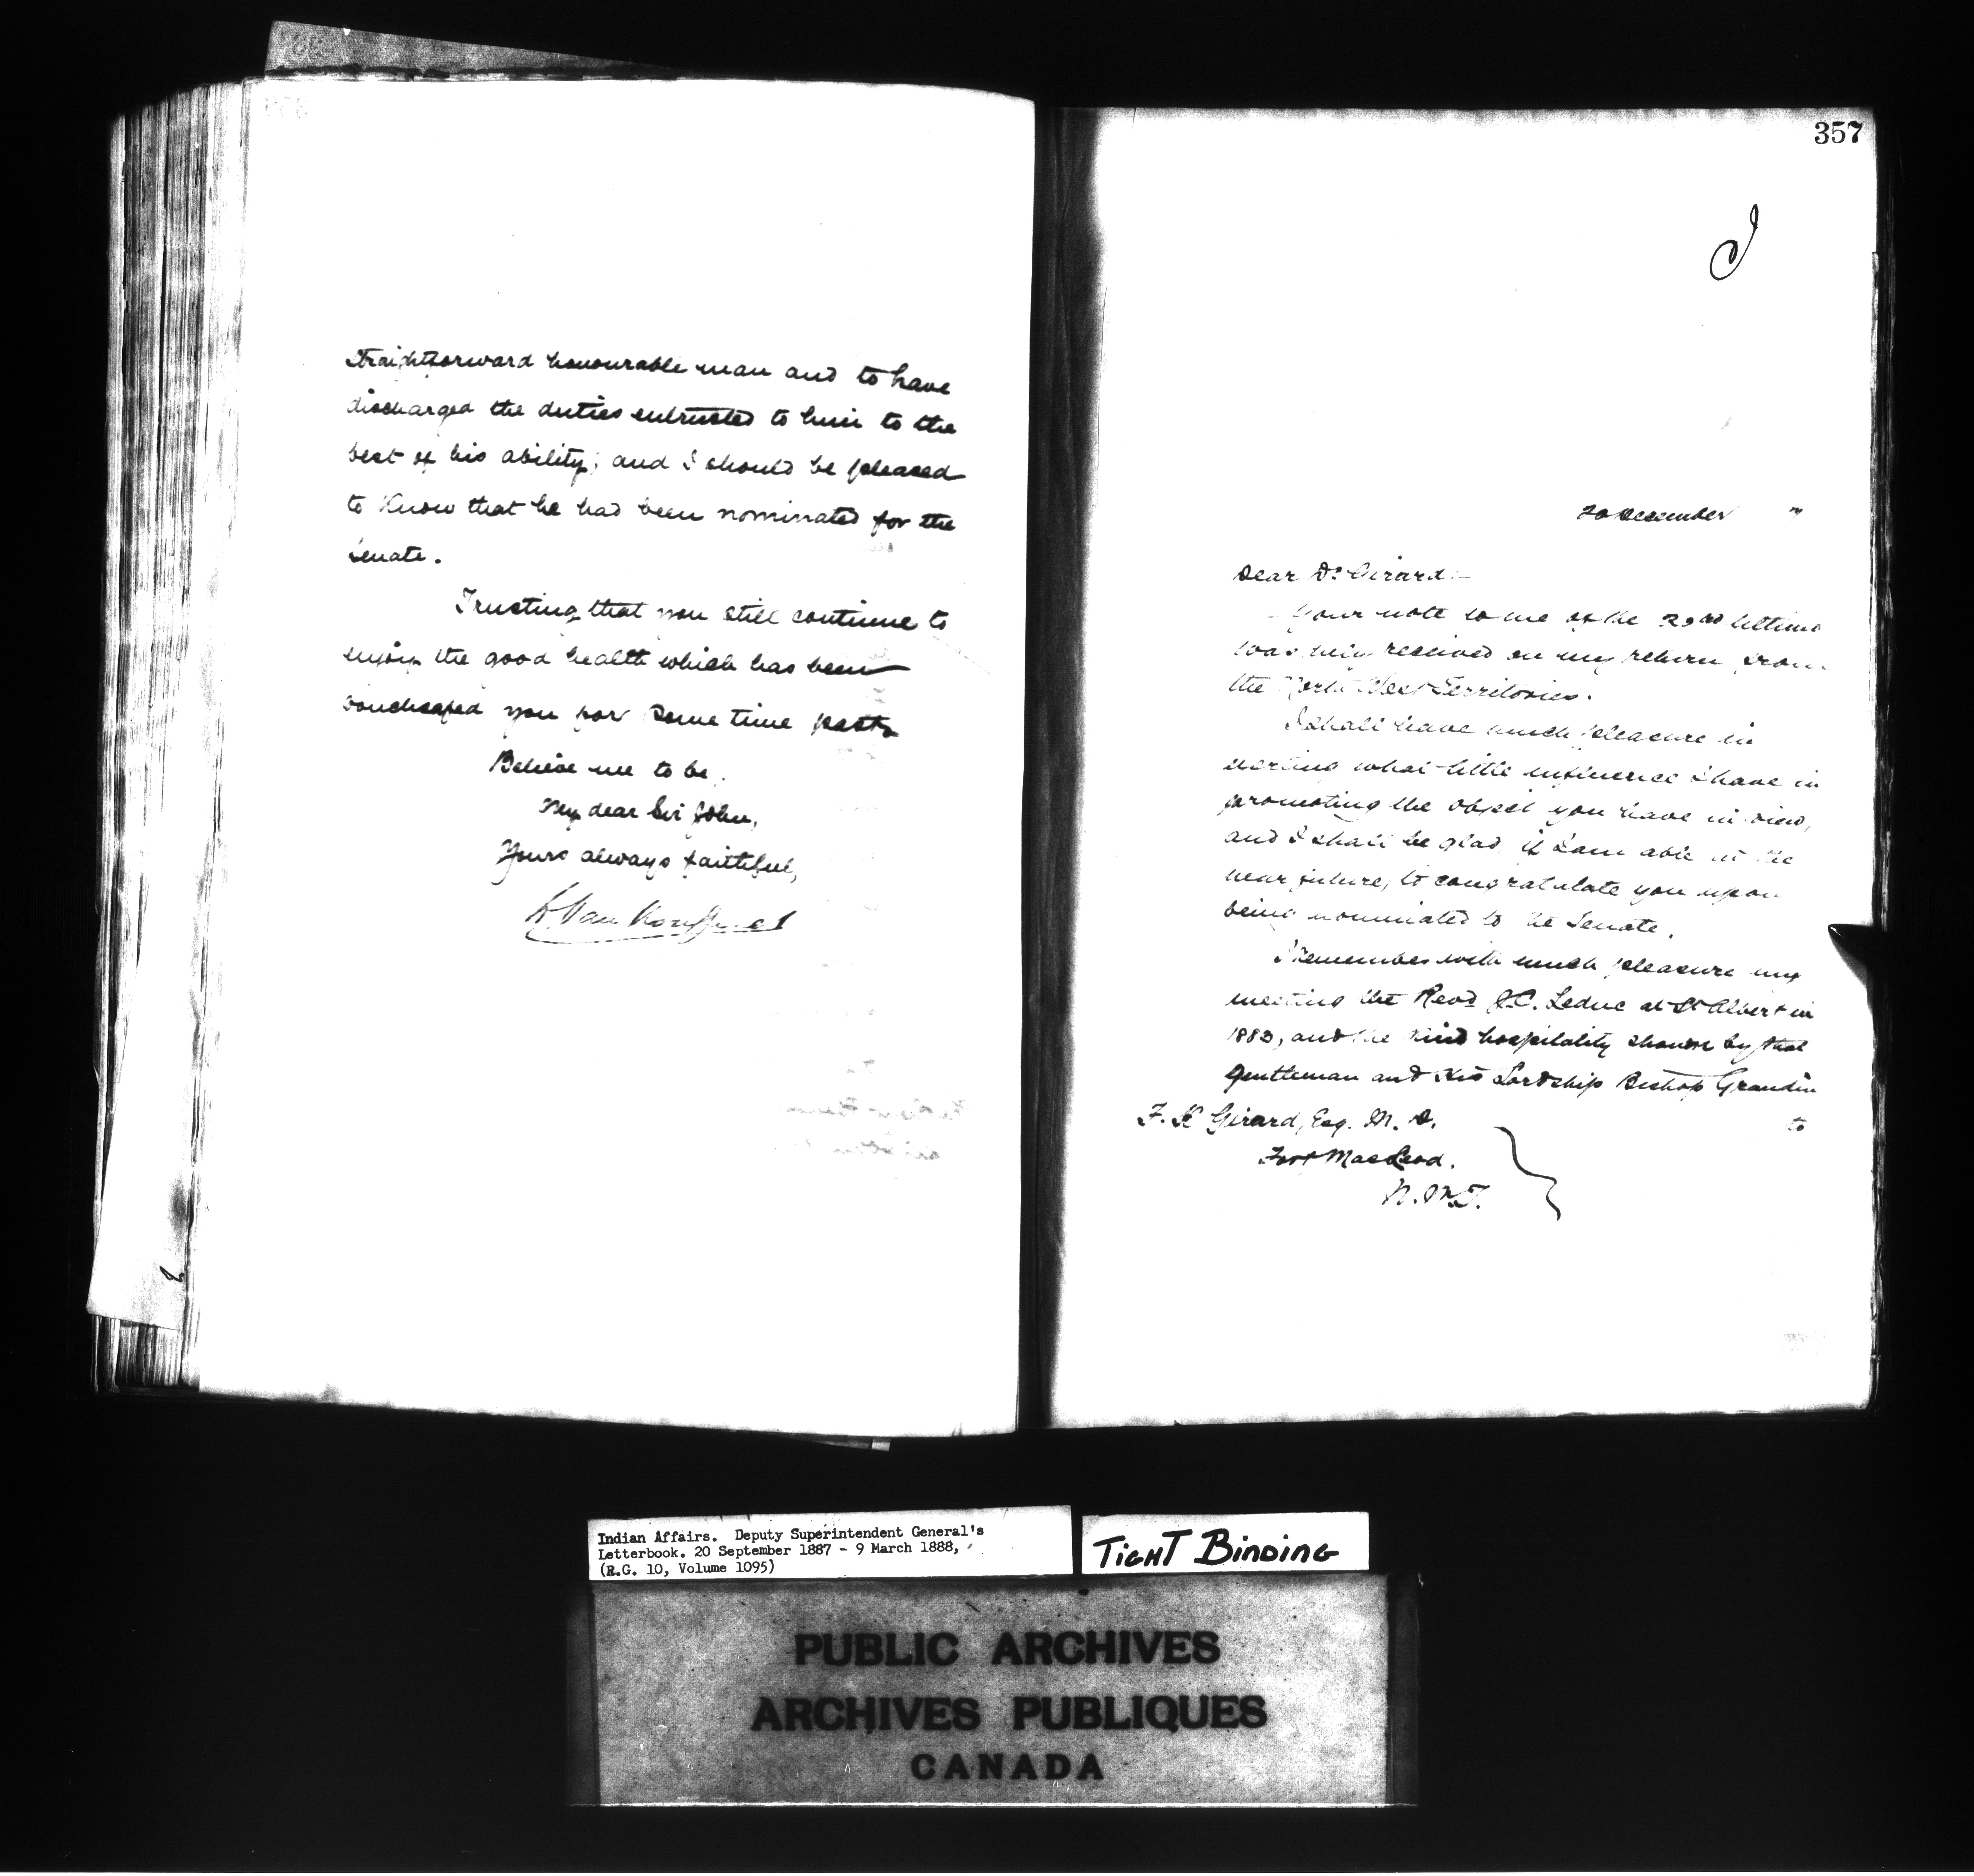 straightforward honourable man and to have
discharged the duties entrusted to him to the
best of his ability; and I should be pleased
to know that he had been nominated for the
Senate.
Trusting that you still continue to
enjoy the good health which has been
vouchsafed you for some time past,
Believe me to be,
My dear Sir John,
Yours always faithful,
L. VanKoughnet
357
20 December "
Dear Dr. Girard:-
Your note to me of the ultimo
was duly received on my return from
the North West Territories.
I shall have much pleasure in
exerting what little influence I have in
promoting the object you have in view,
and I shall be glad if I am able in the
near future, to congratulate you upon
being nominated to the Senate.
I remember with much pleasure my
meeting the Revd Leduc at St Albert in
1883, and the kind hospitality shown by that
gentleman and His Lordship Bishop Grandin
to
F. X Girard, Esq. M. D.
Fort MacLeod.
N. W. T.
Indian Affairs. Deputy Superintendent General's
Letterbook. 20 September 1887 - 9 March 1888,
(R.G. 10, Volume 1095)
TIGHT BINDING
PUBLIC ARCHIVES
ARCHIVES PUBLIQUES
CANADA